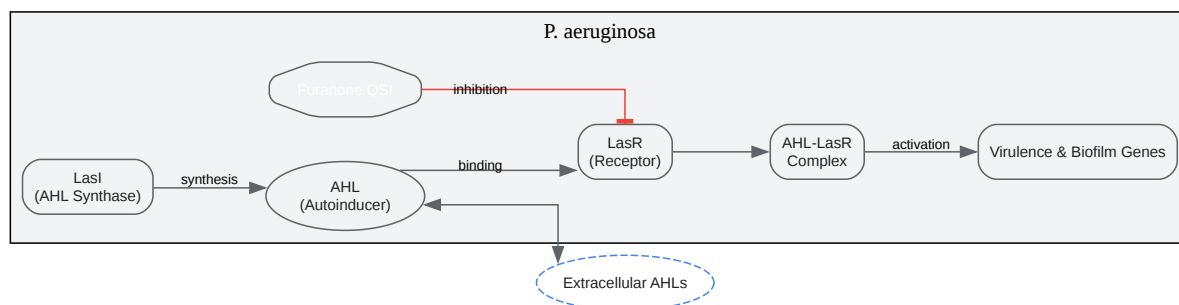 P. aeruginosa
Furanone QSI
inhibition
LasR
(Receptor)
AHL-LasR
Complex
activation
Virulence & Biofilm Genes
binding
LasI
(AHL Synthase)
synthesis
AHL
(Autoinducer)
Extracellular AHLs